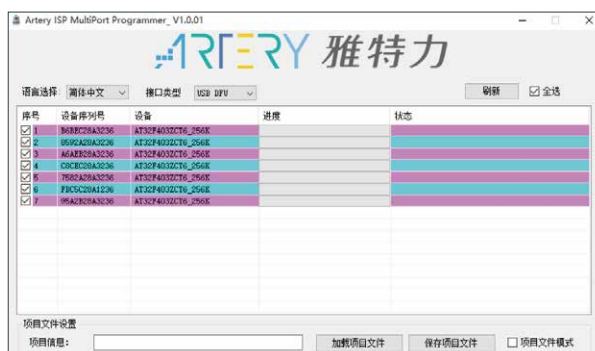 Artery ISP MultiPort Programmer_ V1.0.01
ARTERY 雅特力
语言选择: 简体中文 接口类型 USB DFU 刷新 全选
序号 设备序列号 设备 进度 状态
1 B6BEC28A3236 AT32F403ZCT6_256K
2 8592A28A3236 AT32F403ZCT6_256K
3 A6AEB28A3236 AT32F403ZCT6_256K
4 C8CEC28A3236 AT32F403ZCT6_256K
5 7582A28A3236 AT32F403ZCT6_256K
6 FBC5C28A1236 AT32F403ZCT6_256K
7 95A2B28A3236 AT32F403ZCT6_256K
项目文件设置
项目信息: 加载项目文件 保存项目文件 项目文件模式